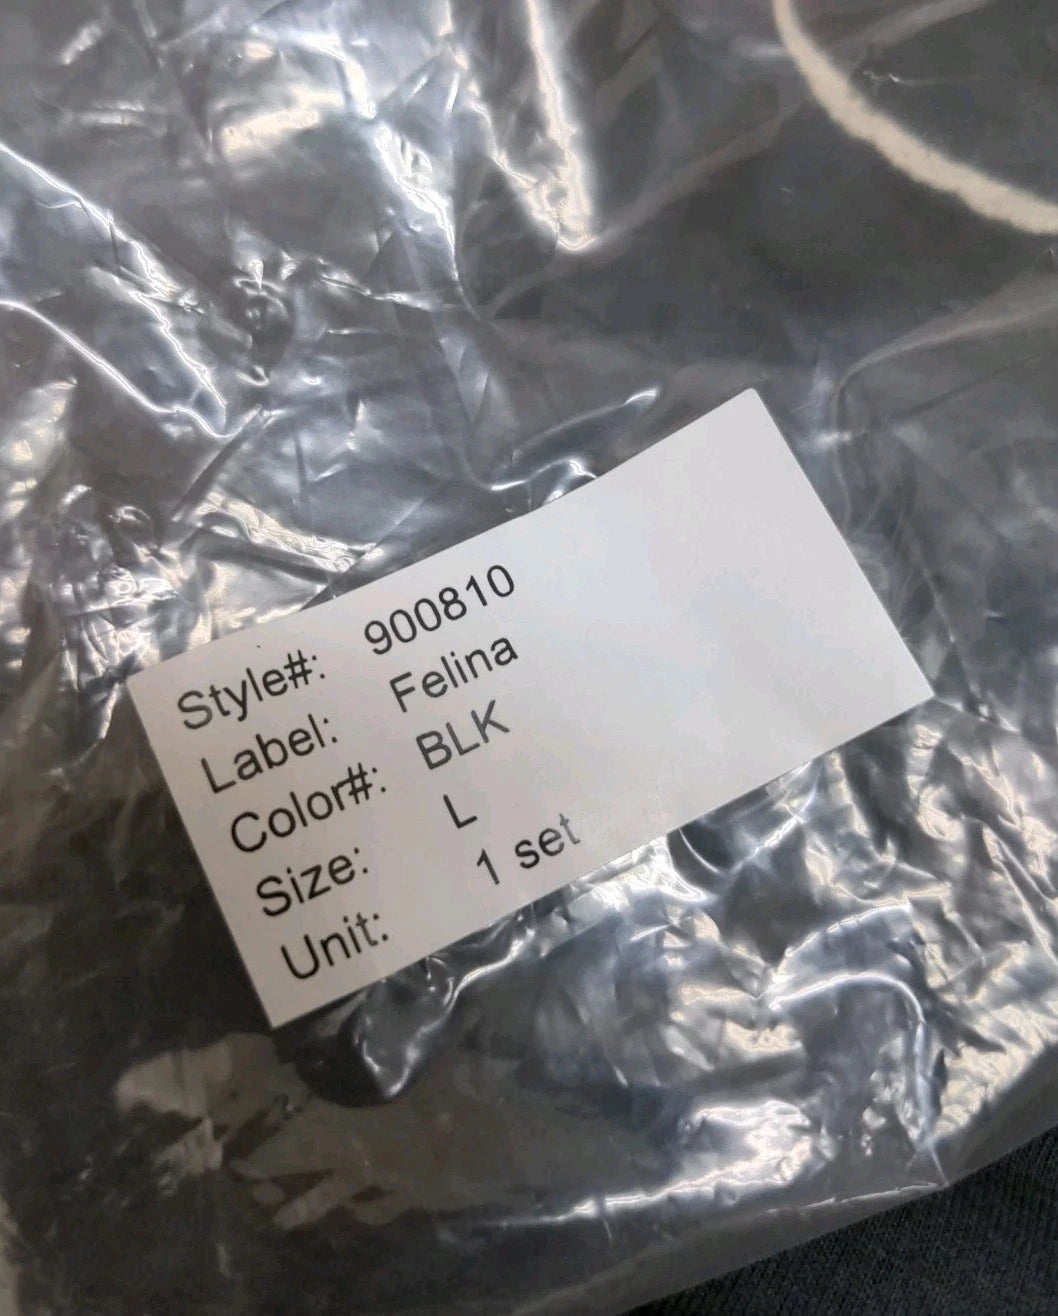 Style#: 900810
Label: Felina
Color#: BLK
Size: L
Unit: 1 set